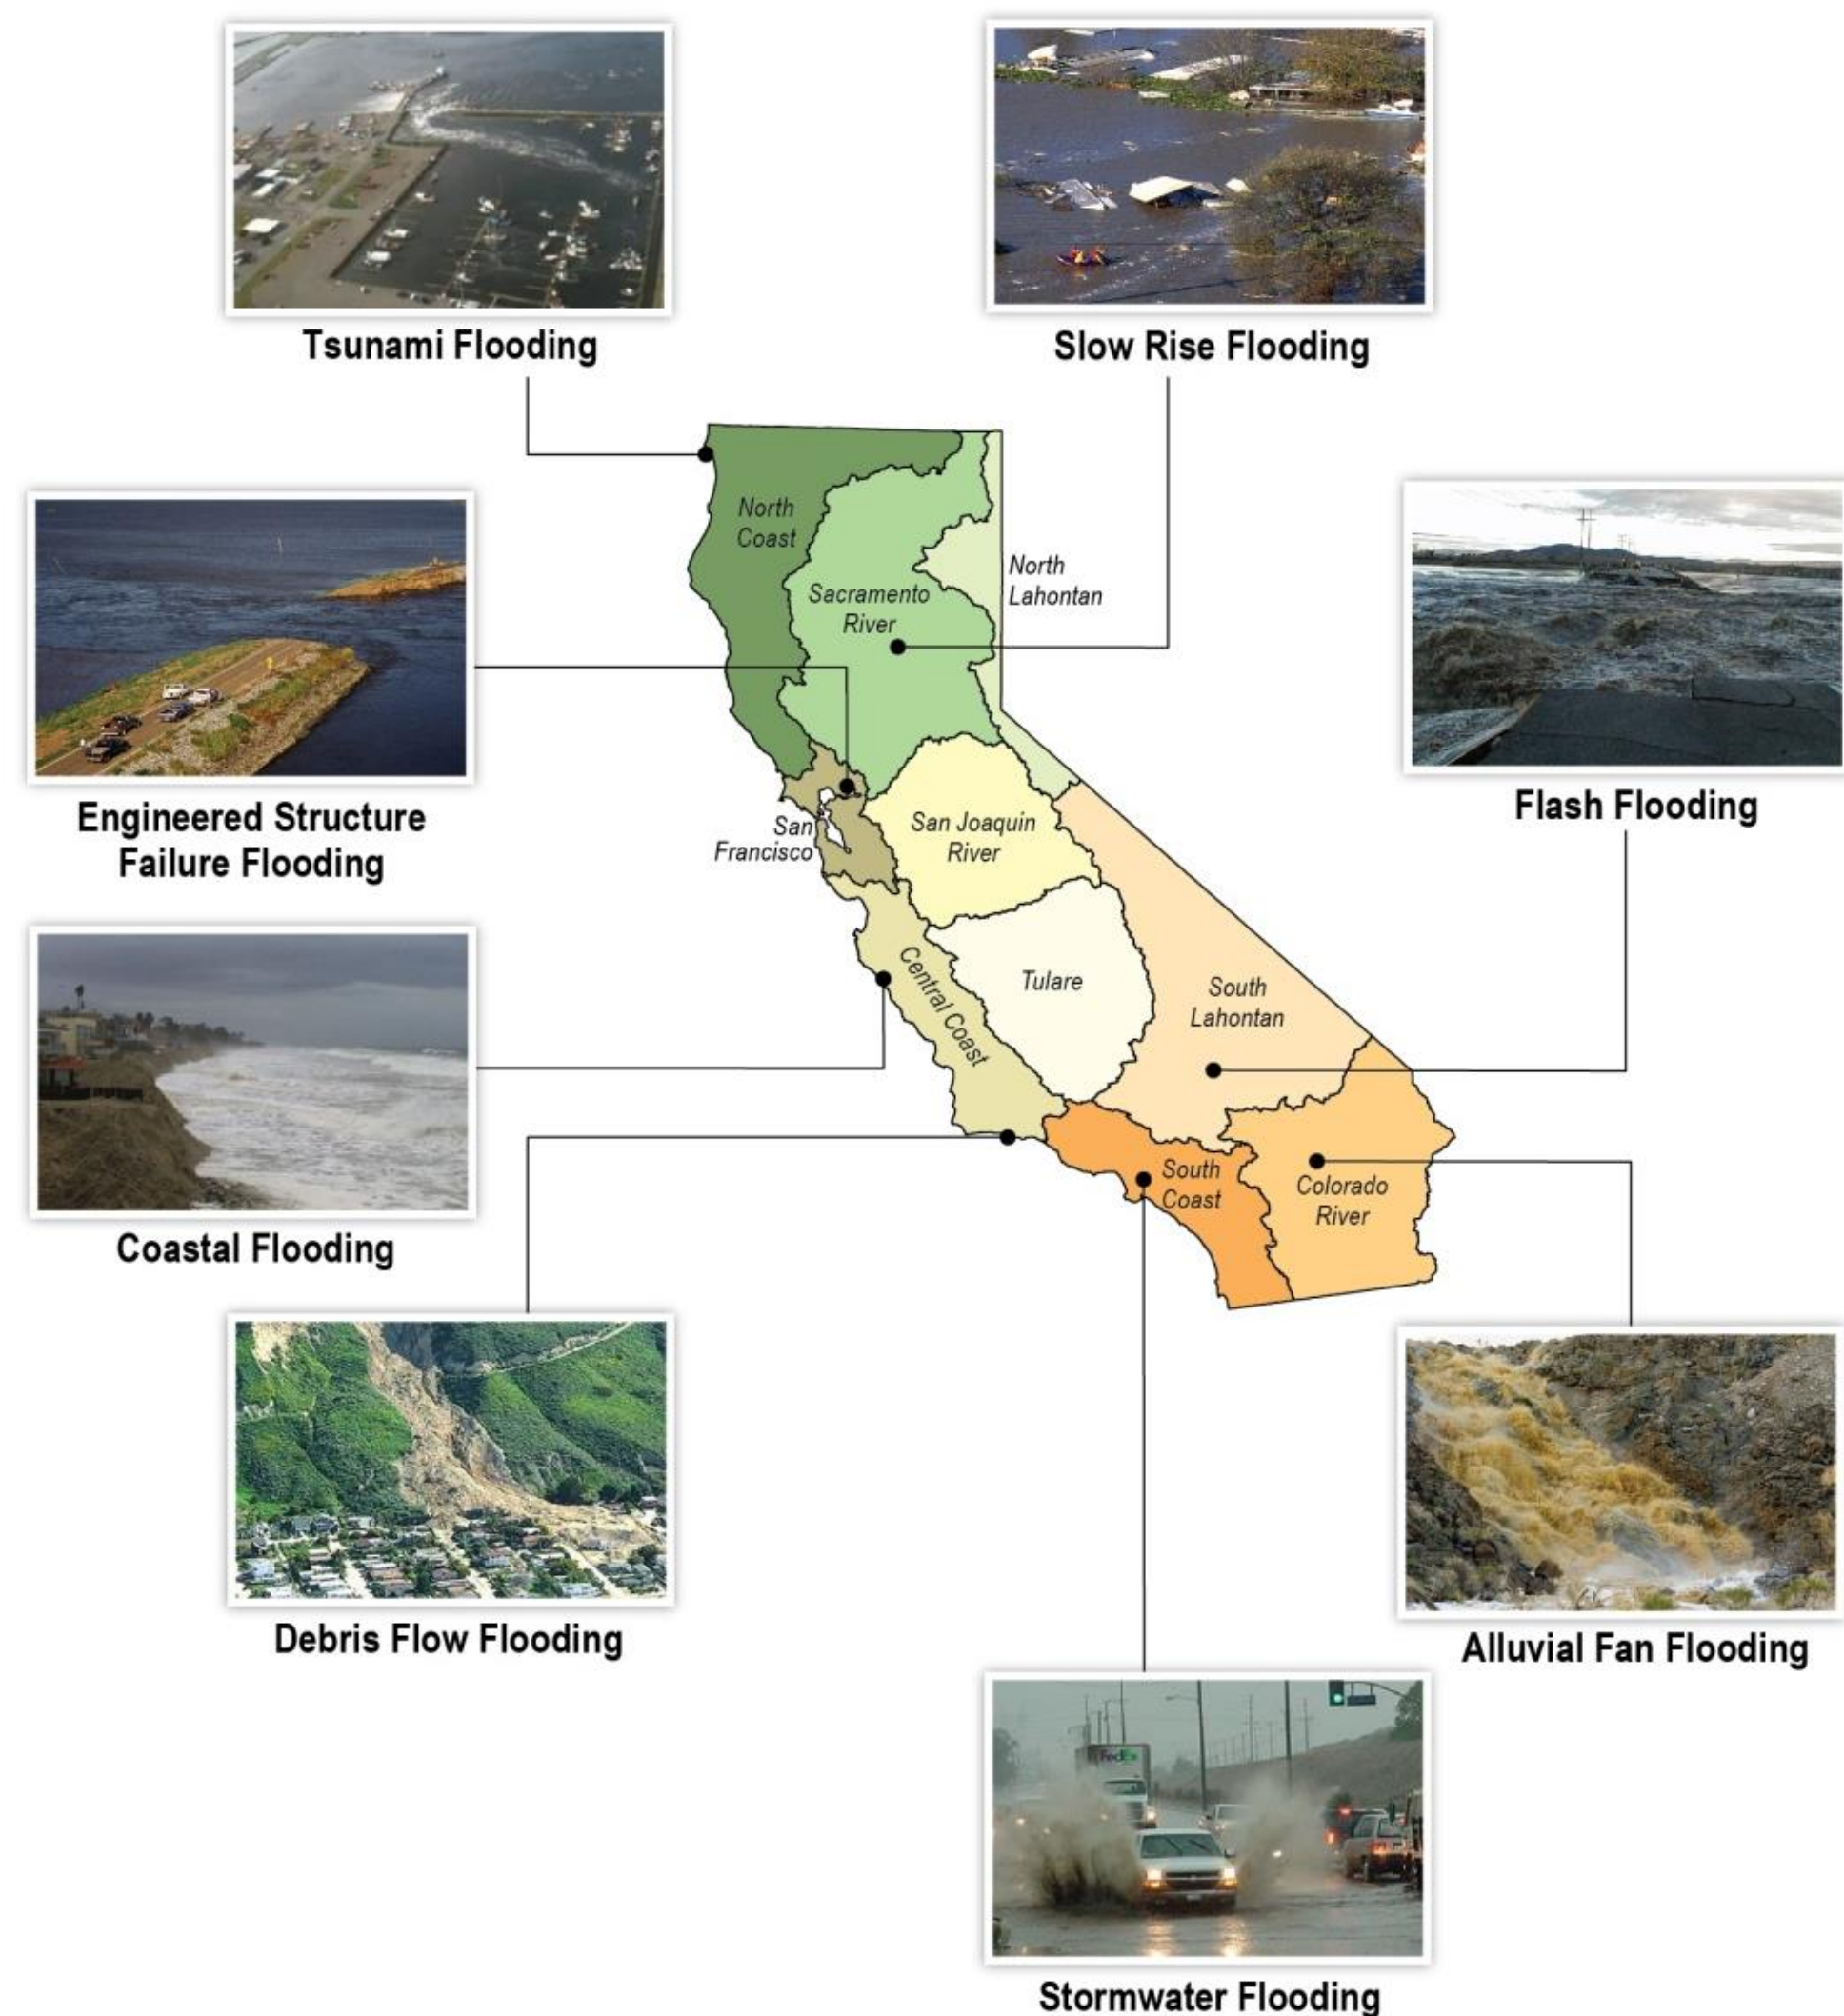 Tsunami Flooding
Slow Rise Flooding
North
Coast
North
Lahontan
Sacramento
River
Engineered Structure
Failure Flooding
Flash Flooding
San
Francisco
San Joaquin
River
Coastal Flooding
Central Coast
Tulare
South
Lahontan
South
Coast
Colorado
River
Debris Flow Flooding
Alluvial Fan Flooding
FedEx
Stormwater Flooding